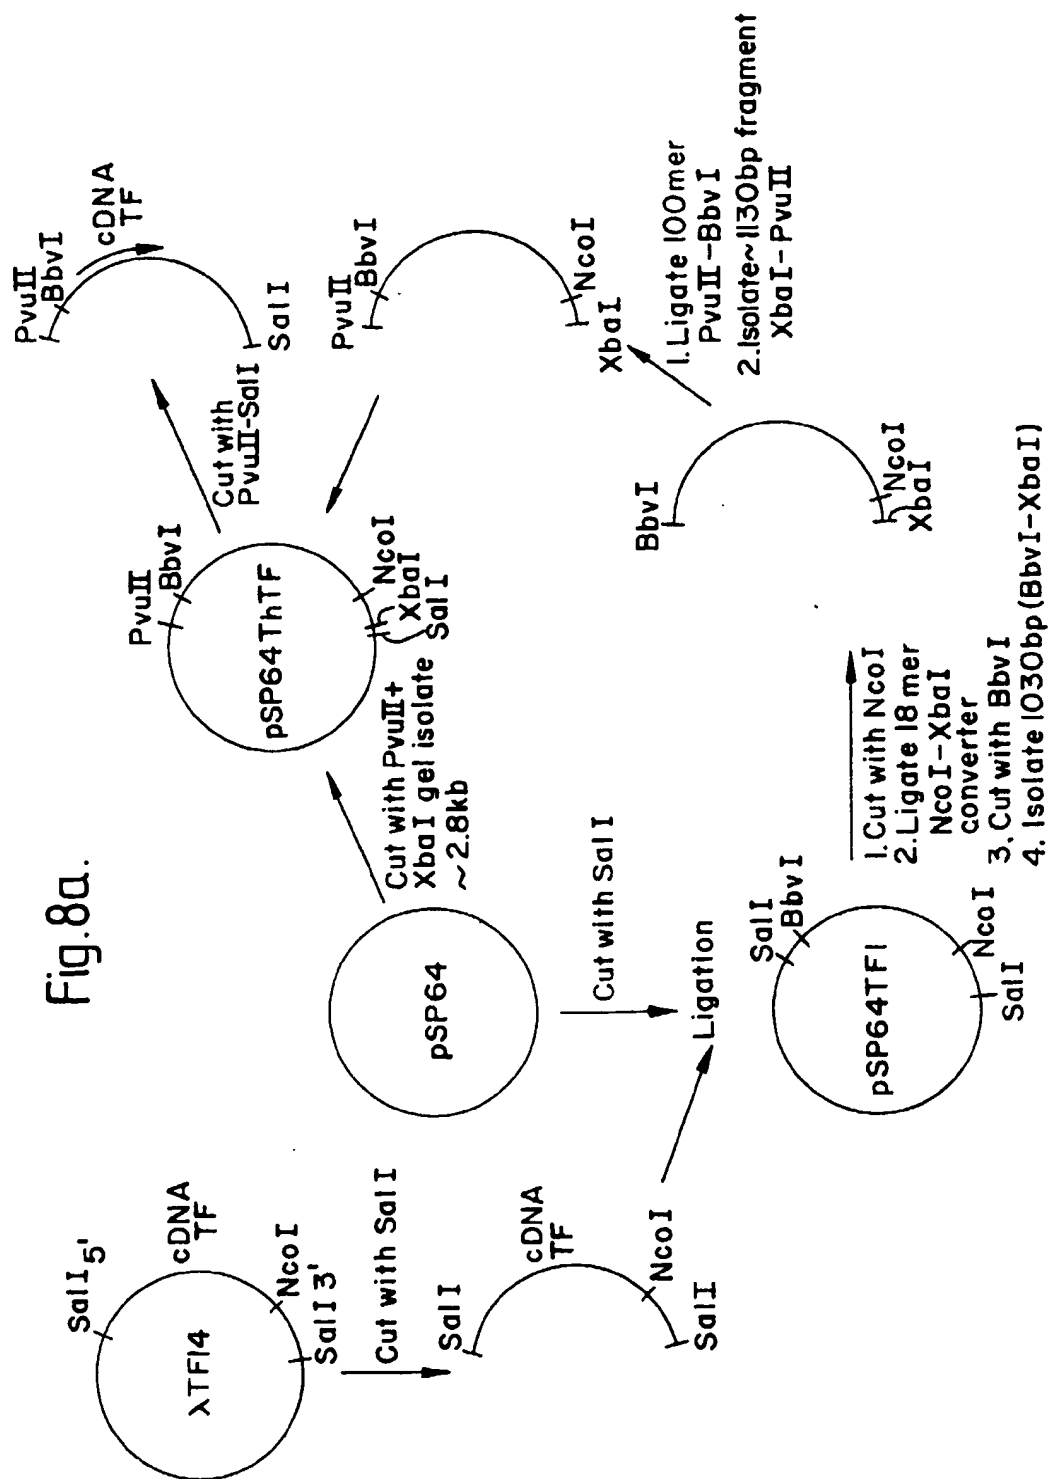 Fig.8a.
λTF14
SalI 5'
cDNA
TF
NcoI
SalI 3'
Cut with SalI
SalI
cDNA
TF
NcoI
SalI
pSP64
Cut with SalI
Ligation
pSP64TF1
SalI
BbvI
NcoI
SalI
1.Cut with NcoI
2.Ligate 18mer
NcoI-XbaI
converter
3.Cut with BbvI
4. Isolate 1030bp(BbvI-XbaI)
BbvI
NcoI
XbaI
1.Ligate 100mer
PvuII-BbvI
2.Isolate~1130bp fragment
XbaI-PvuII
PvuII
BbvI
NcoI
XbaI
Cut with PvuII+
XbaI gel isolate
~2.8kb
pSP64ThTF
PvuII
BbvI
NcoI
XbaI
SalI
Cut with
PvuII-SalI
PvuII
BbvI
cDNA
TF
SalI